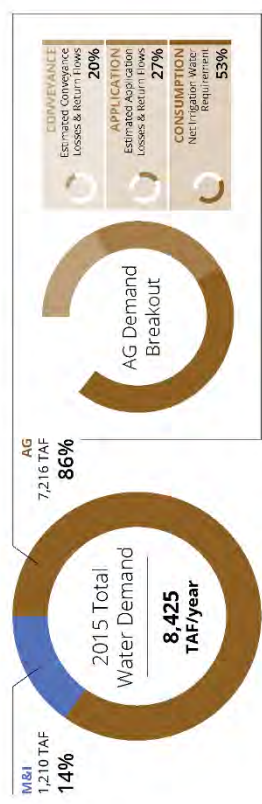 M&I
1,210 TAF
14%
2015 Total
Water Demand
8,425
TAF/year
AG
7,216 TAF
86%
AG Demand
Breakout
CONVEYANCE
Estimated Conveyance
Losses & Return Flows
20%
APPLICATION
Estimated Application
Losses & Return Flows
27%
CONSUMPTION
Net Irrigation Water
Requirement
53%